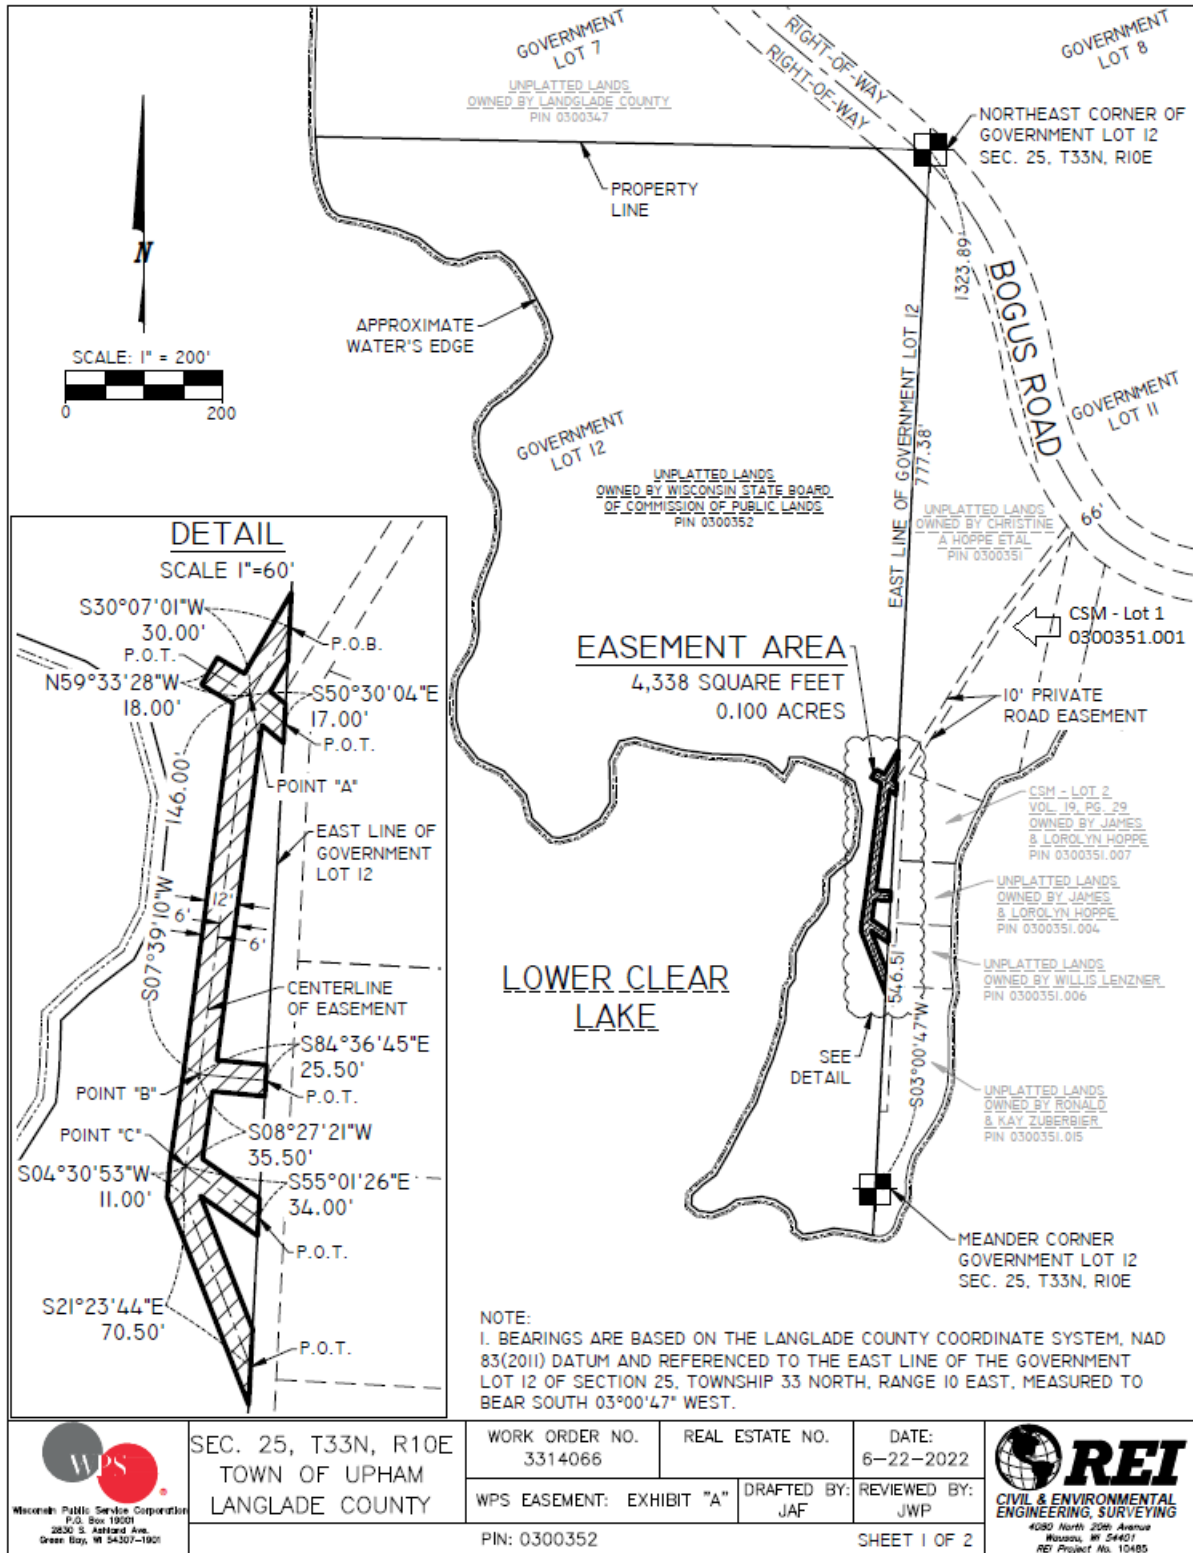 GOVERNMENT
LOT 7
UNPLATTED LANDS
OWNED BY LANDGLADE COUNTY
PIN 0300347
RIGHT-OF-WAY
RIGHT-OF-WAY
GOVERNMENT
LOT 8
NORTHEAST CORNER OF
GOVERNMENT LOT 12
SEC. 25, T33N, R10E
PROPERTY
LINE
N
SCALE: 1" = 200'
0 200
APPROXIMATE
WATER'S EDGE
1323.89'
BOGUS ROAD
EAST LINE OF GOVERNMENT LOT 12
777.38'
GOVERNMENT
LOT 11
GOVERNMENT
LOT 12
UNPLATTED LANDS
OWNED BY WISCONSIN STATE BOARD
OF COMMISSION OF PUBLIC LANDS
PIN 0300352
UNPLATTED LANDS
OWNED BY CHRISTINE
A HOPPE ETAL
PIN 0300351
66'
CSM - Lot 1
0300351.001
EASEMENT AREA
4,338 SQUARE FEET
0.100 ACRES
10' PRIVATE
ROAD EASEMENT
CSM - LOT 2
VOL. 19, PG. 29
OWNED BY JAMES
& LOROLYN HOPPE
PIN 0300351.007
UNPLATTED LANDS
OWNED BY JAMES
& LOROLYN HOPPE
PIN 0300351.004
UNPLATTED LANDS
OWNED BY WILLIS LENZNER
PIN 0300351.006
LOWER CLEAR
LAKE
546.51
S03°00'47"W
SEE
DETAIL
UNPLATTED LANDS
OWNED BY RONALD
& KAY ZUBERBIER
PIN 0300351.015
MEANDER CORNER
GOVERNMENT LOT 12
SEC. 25, T33N, R10E
DETAIL
SCALE 1"=60'
S30°07'01"W
30.00'
P.O.T.
P.O.B.
N59°33'28"W
18.00'
S50°30'04"E
17.00'
P.O.T.
POINT "A"
146.00'
EAST LINE OF
GOVERNMENT
LOT 12
12'
6'
6'
S07°39'10"W
CENTERLINE
OF EASEMENT
S84°36'45"E
25.50'
POINT "B"
P.O.T.
POINT "C"
S08°27'21"W
35.50'
S04°30'53"W
11.00'
S55°01'26"E
34.00'
P.O.T.
S21°23'44"E
70.50'
P.O.T.
NOTE:
1. BEARINGS ARE BASED ON THE LANGLADE COUNTY COORDINATE SYSTEM, NAD
83(2011) DATUM AND REFERENCED TO THE EAST LINE OF THE GOVERNMENT
LOT 12 OF SECTION 25, TOWNSHIP 33 NORTH, RANGE 10 EAST, MEASURED TO
BEAR SOUTH 03°00'47" WEST.
WPS
Wisconsin Public Service Corporation
P.O. Box 19001
2830 S. Ashland Ave.
Green Bay, WI 54307-1901
SEC. 25, T33N, R10E
TOWN OF UPHAM
LANGLADE COUNTY
WORK ORDER NO.
3314066
REAL ESTATE NO.
DATE:
6-22-2022
WPS EASEMENT: EXHIBIT "A"
DRAFTED BY:
JAF
REVIEWED BY:
JWP
PIN: 0300352
SHEET 1 OF 2
REI
CIVIL & ENVIRONMENTAL
ENGINEERING, SURVEYING
4080 North 20th Avenue
Wausau, WI 54401
REI Project No. 10485